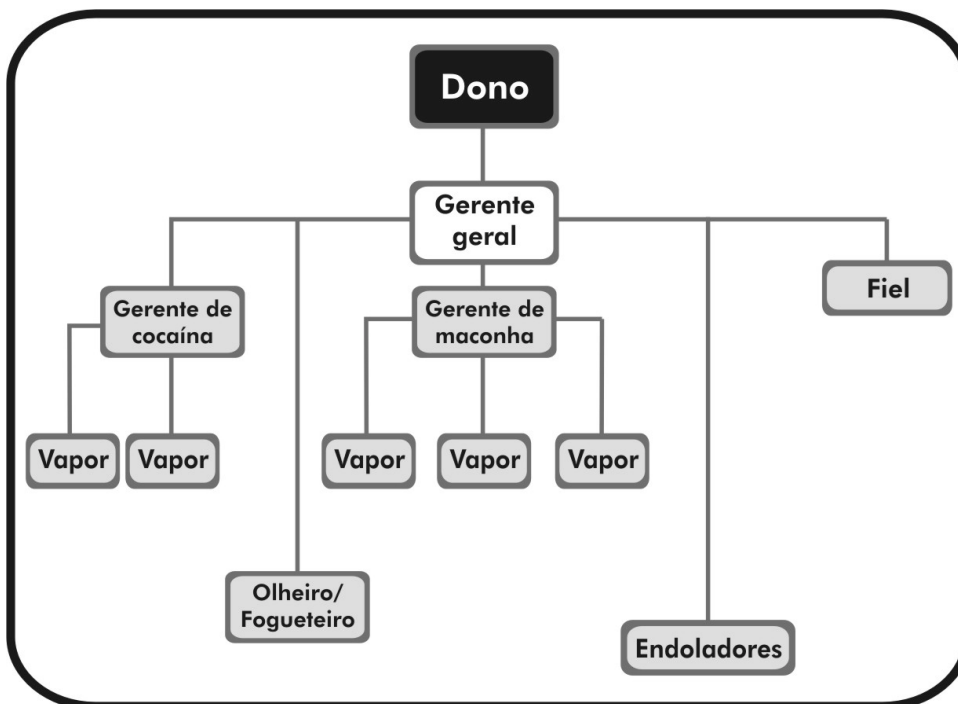 Dono
Gerente
geral
Fiel
Gerente de
cocaína
Gerente de
maconha
Vapor
Vapor
Vapor
Vapor
Vapor
Olheiro/
Fogueteiro
Endoladores